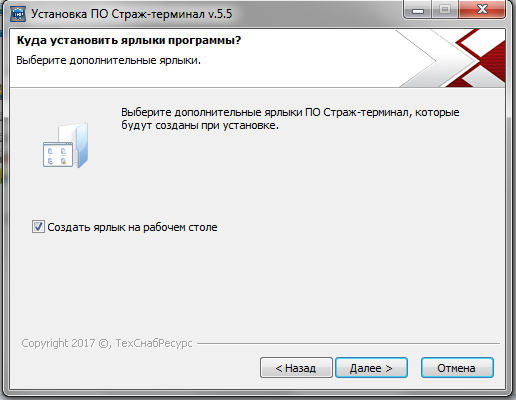 Установка ПО Страж-терминал v.5.5
Куда установить ярлыки программы?
Выберите дополнительные ярлыки.
Выберите дополнительные ярлыки ПО Страж-терминал, которые
будут созданы при установке.
Создать ярлык на рабочем столе
Copyright 2017 ©, ТехСнабРесурс
< Назад
Далее >
Отмена